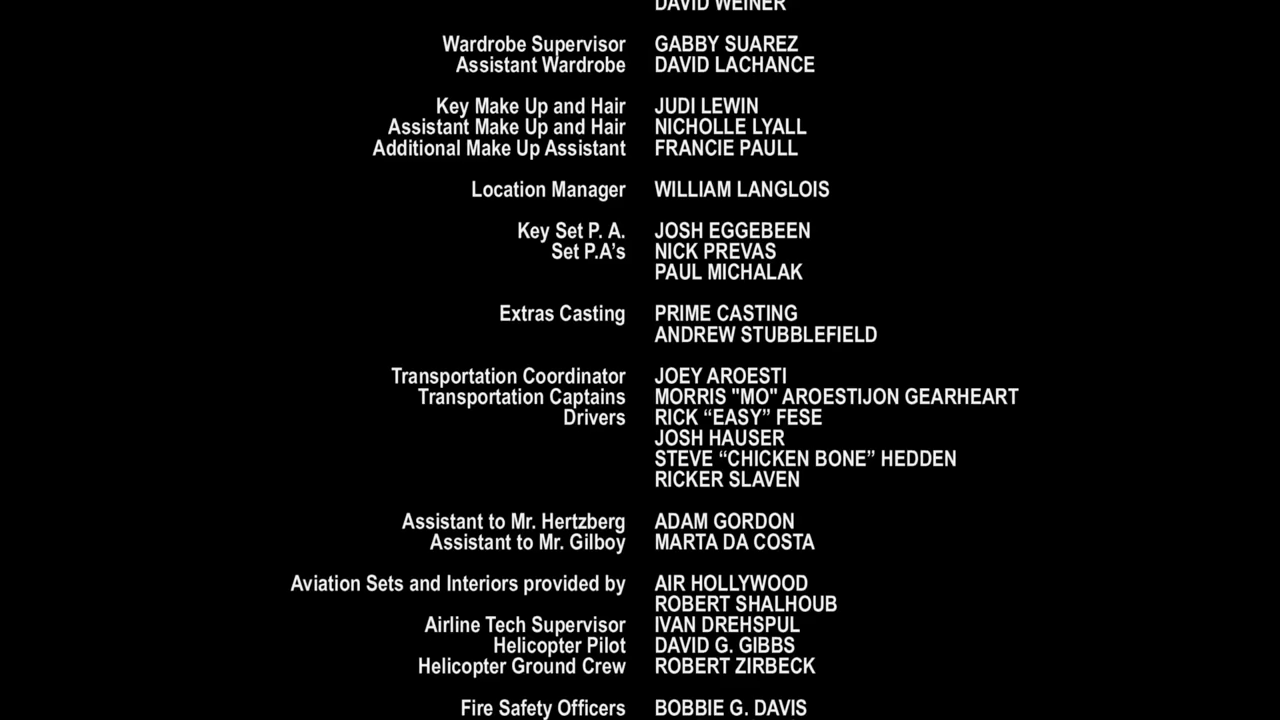 DAVID WEINER
Wardrobe Supervisor GABBY SUAREZ
Assistant Wardrobe DAVID LACHANCE
Key Make Up and Hair JUDI LEWIN
Assistant Make Up and Hair NICHOLLE LYALL
Additional Make Up Assistant FRANCIE PAULL
Location Manager WILLIAM LANGLOIS
Key Set P. A. JOSH EGGEBEEN
Set P.A’s NICK PREVAS
PAUL MICHALAK
Extras Casting PRIME CASTING
ANDREW STUBBLEFIELD
Transportation Coordinator JOEY AROESTI
Transportation Captains MORRIS "MO" AROESTIJON GEARHEART
Drivers RICK “EASY” FESE
JOSH HAUSER
STEVE “CHICKEN BONE” HEDDEN
RICKER SLAVEN
Assistant to Mr. Hertzberg ADAM GORDON
Assistant to Mr. Gilboy MARTA DA COSTA
Aviation Sets and Interiors provided by AIR HOLLYWOOD
ROBERT SHALHOUB
Airline Tech Supervisor IVAN DREHSPUL
Helicopter Pilot DAVID G. GIBBS
Helicopter Ground Crew ROBERT ZIRBECK
Fire Safety Officers BOBBIE G. DAVIS